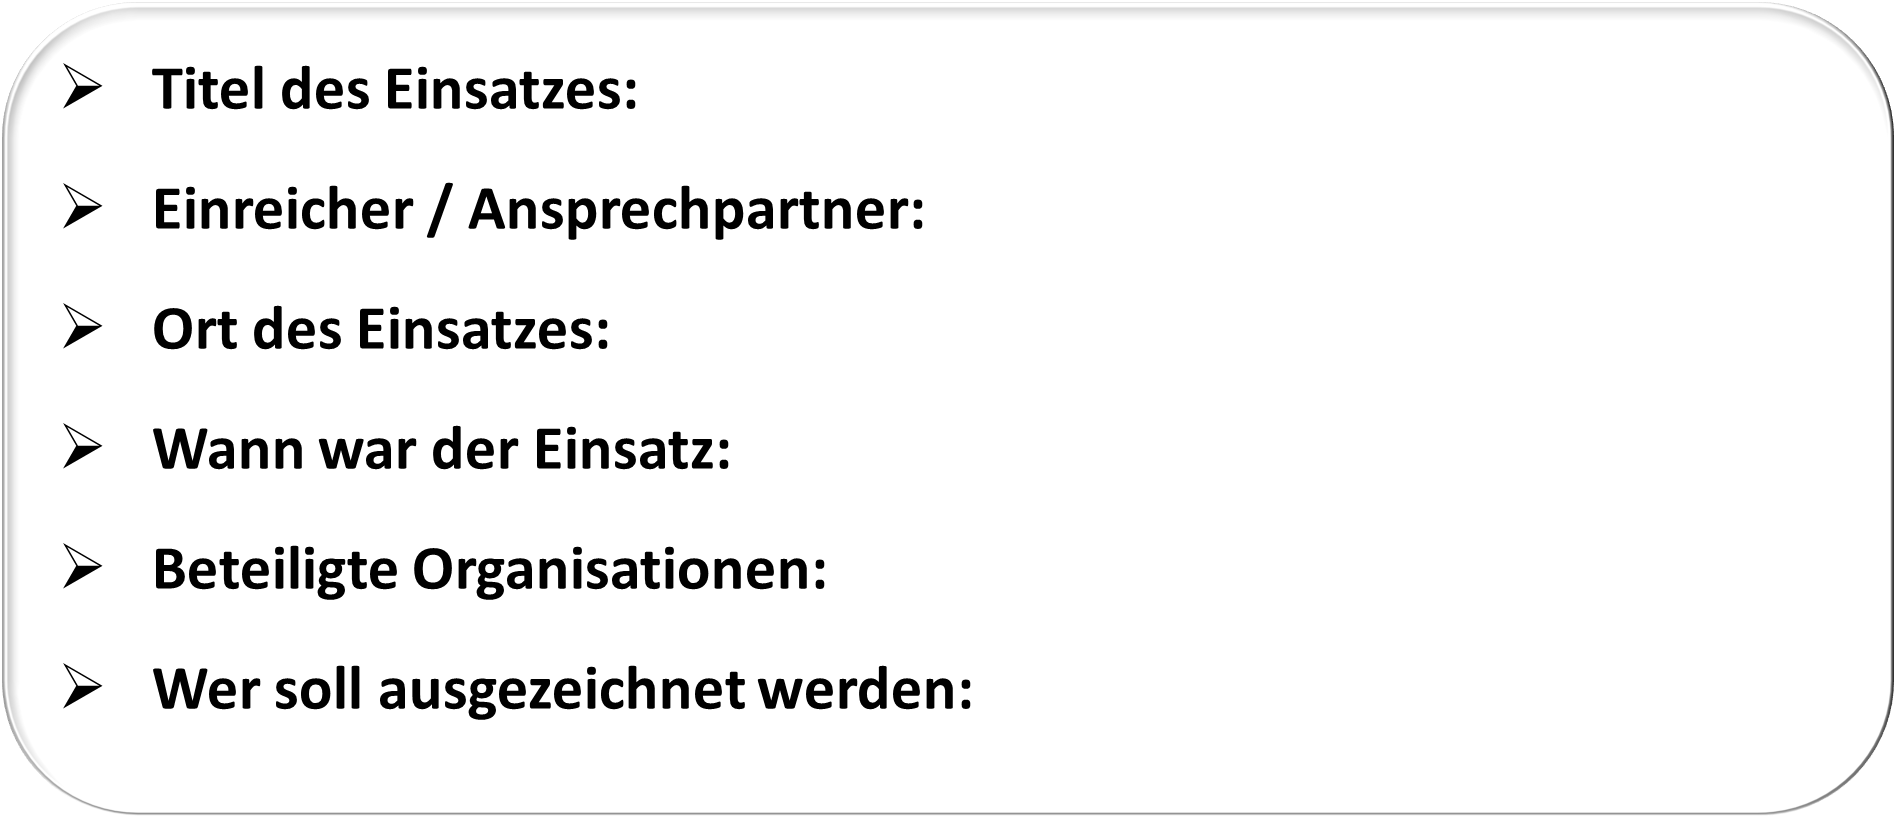 Titel des Einsatzes:
Einreicher / Ansprechpartner:
Ort des Einsatzes:
Wann war der Einsatz:
Beteiligte Organisationen:
Wer soll ausgezeichnet werden: